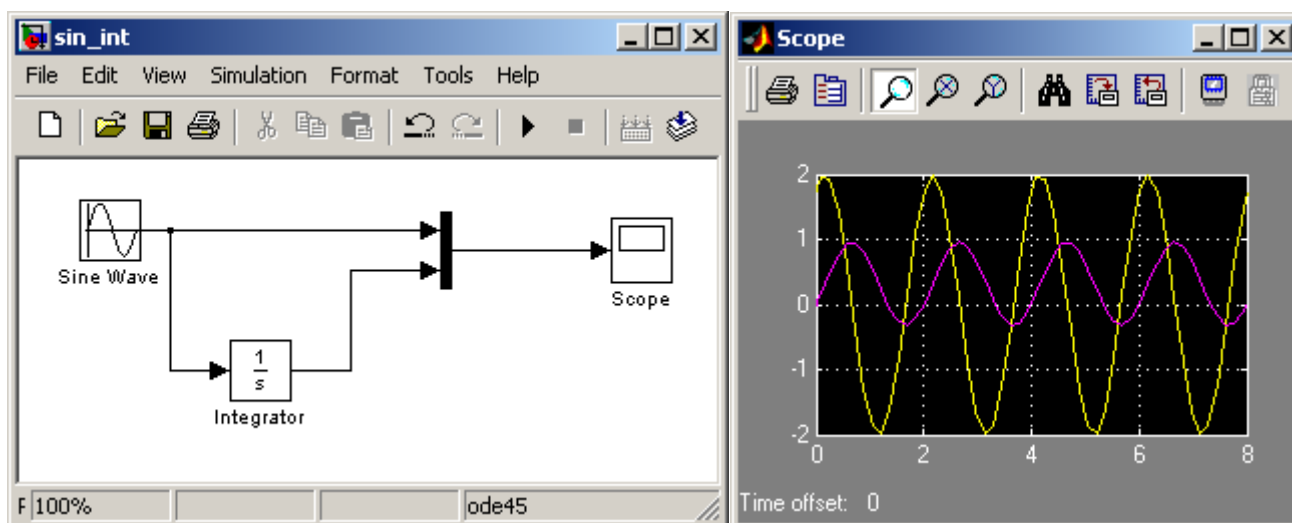 sin_int
File Edit View Simulation Format Tools Help
Sine Wave
1
s
Integrator
Scope
F 100%
ode45
Scope
2
1
0
-1
-2
0 2 4 6 8
Time offset: 0